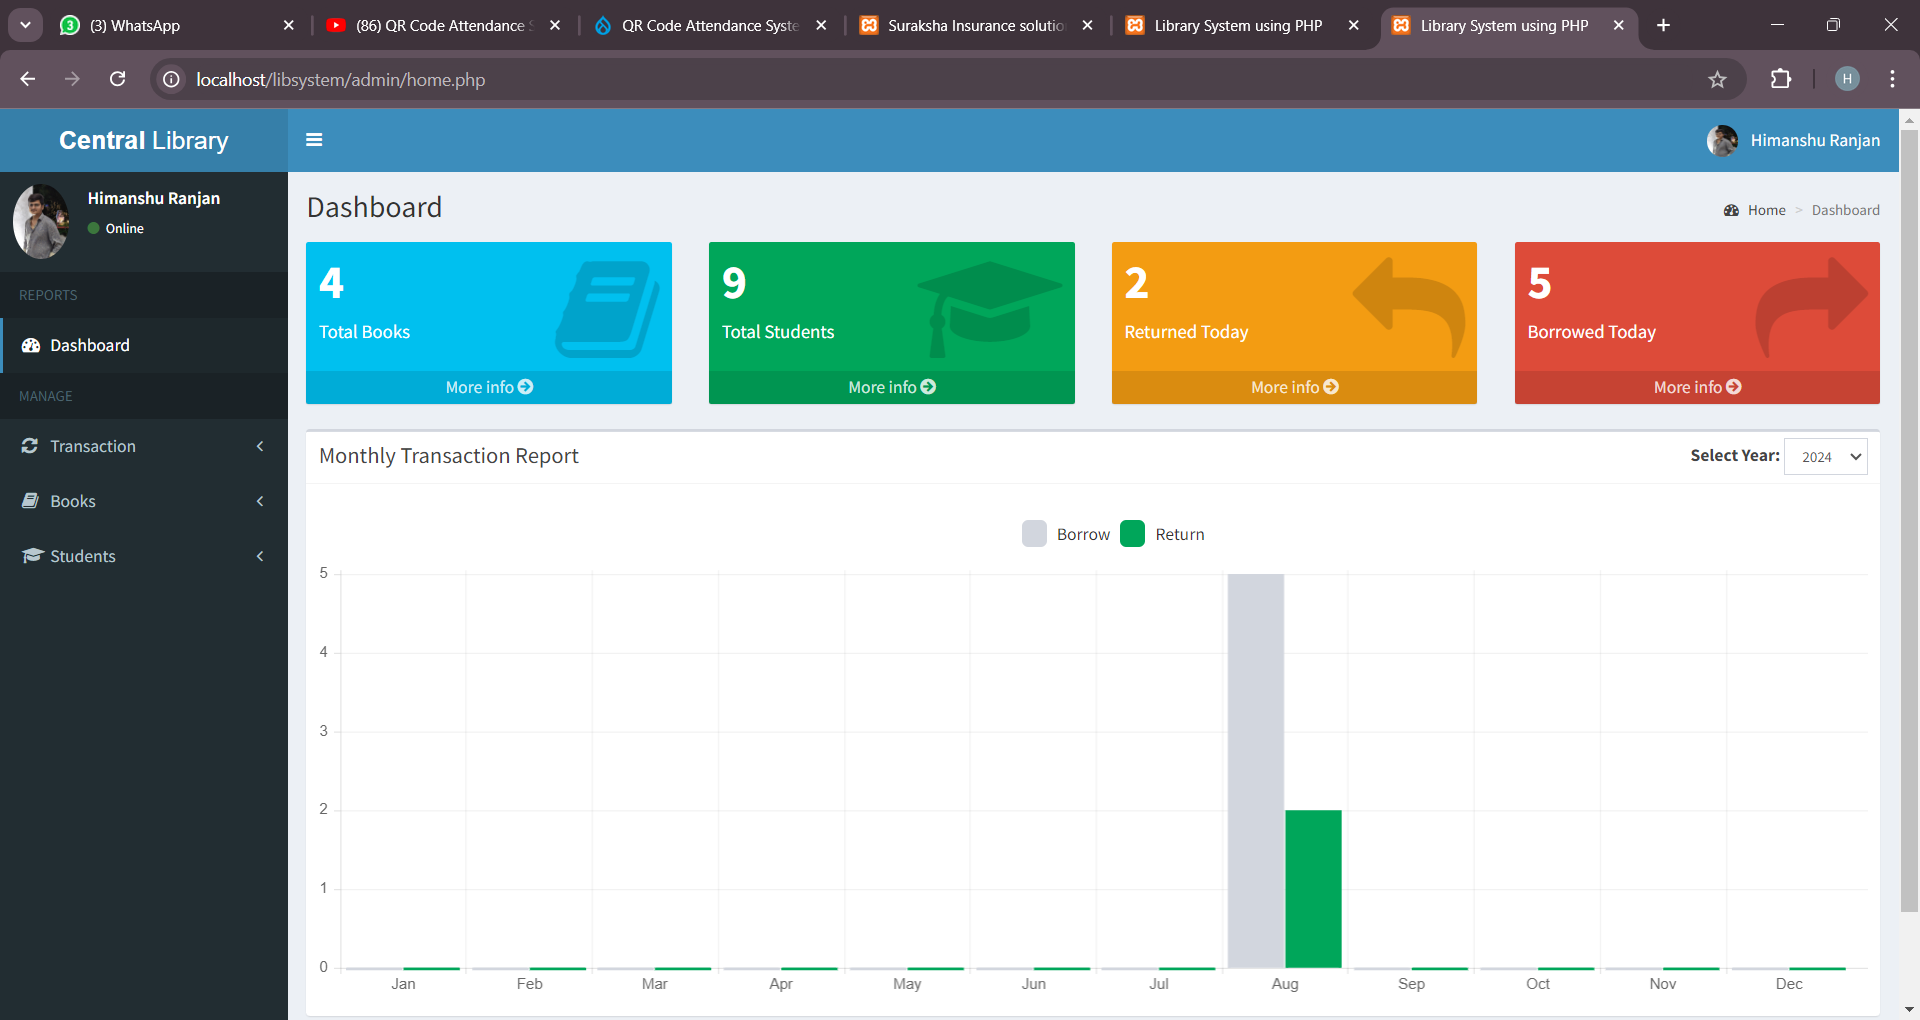 (3) WhatsApp
(86) QR Code Attendance S
QR Code Attendance Syste
Suraksha Insurance solutio
Library System using PHP
Library System using PHP
localhost/libsystem/admin/home.php
H
Central Library
Himanshu Ranjan
Himanshu Ranjan
Online
REPORTS
Dashboard
MANAGE
Transaction
Books
Students
Dashboard
Home > Dashboard
4
Total Books
More info
9
Total Students
More info
2
Returned Today
More info
5
Borrowed Today
More info
Monthly Transaction Report
Select Year: 2024
Borrow Return
5
4
3
2
1
0
Jan Feb Mar Apr May Jun Jul Aug Sep Oct Nov Dec